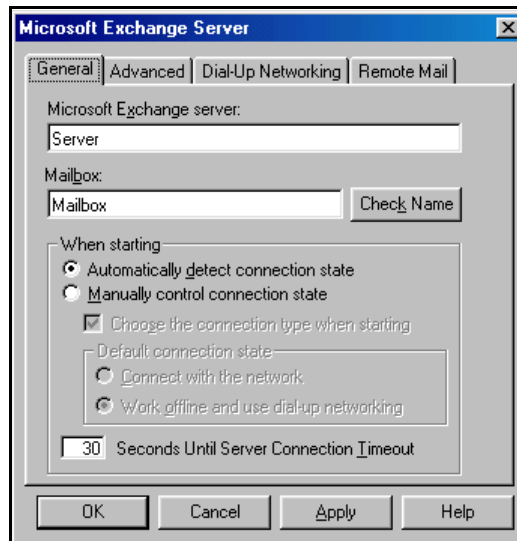 Microsoft Exchange Server
General Advanced Dial-Up Networking Remote Mail
Microsoft Exchange server:
Server
Mailbox:
Mailbox Check Name
When starting
Automatically detect connection state
Manually control connection state
Choose the connection type when starting
Default connection state
Connect with the network
Work offline and use dial-up networking
30 Seconds Until Server Connection Timeout
OK Cancel Apply Help